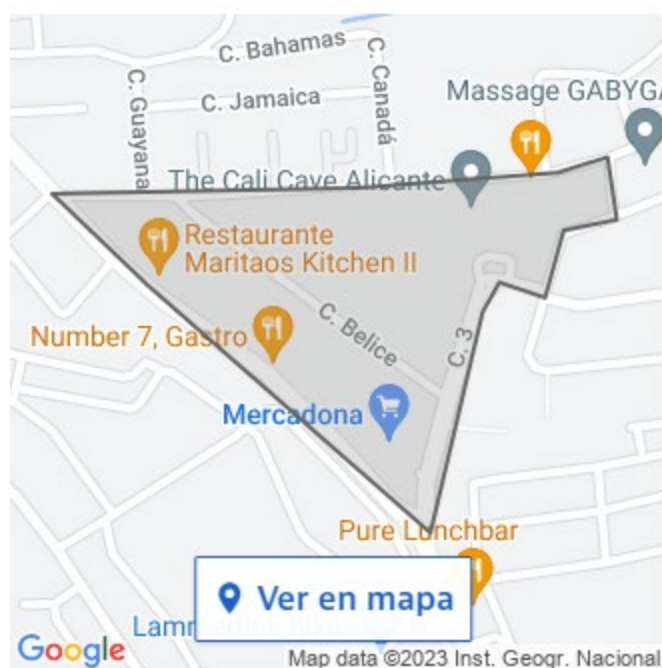 C. Bahamas
C. Canadá
C. Guayana
C. Jamaica
Massage GABYGA
The Cali Cave Alicante
Restaurante
Maritaos Kitchen II
Number 7, Gastro
C. Belice
C. 3
Mercadona
Pure Lunchbar
Ver en mapa
Google
Map data ©2023 Inst. Geogr. Nacional